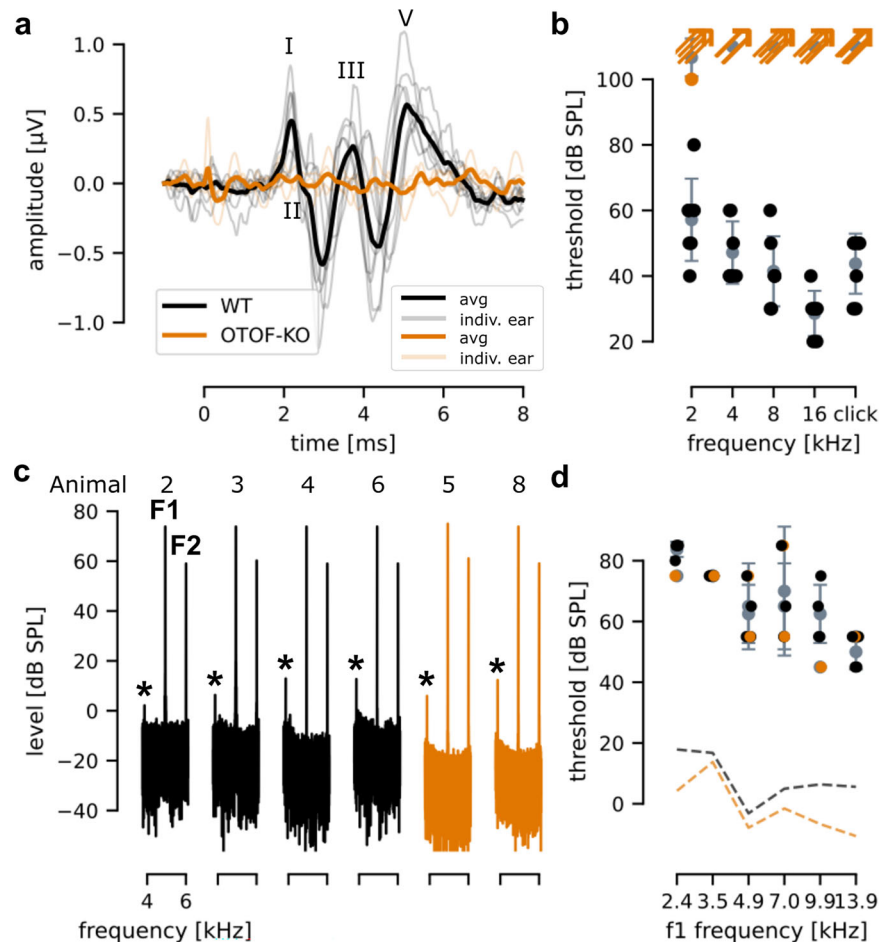 a
I
II
III
V
1.0
0.5
0.0
−0.5
−1.0
amplitude [µV]
WT
OTOF-KO
avg
indiv. ear
avg
indiv. ear
0 2 4 6 8
time [ms]
b
100
80
60
40
20
threshold [dB SPL]
2 4 8 16 click
frequency [kHz]
c
Animal 2 3 4 6 5 8
F1
F2
80
60
40
20
0
−20
−40
level [dB SPL]
* * * * * *
4 6
frequency [kHz]
d
80
60
40
20
0
threshold [dB SPL]
2.4 3.5 4.9 7.0 9.9 13.9
f1 frequency [kHz]